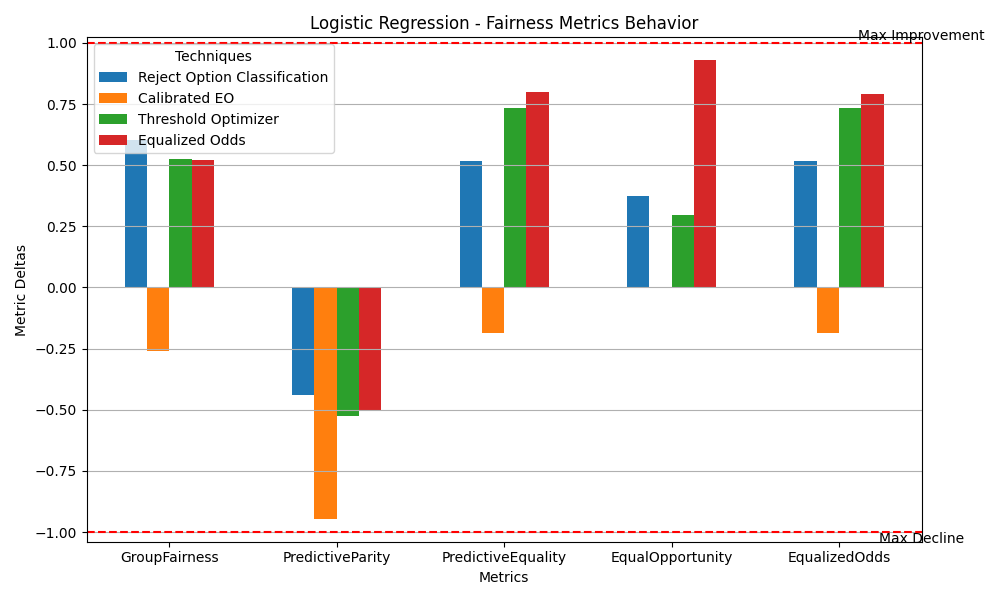 Logistic Regression - Fairness Metrics Behavior
Max Improvement
Techniques
Reject Option Classification
Calibrated EO
Threshold Optimizer
Equalized Odds
Metric Deltas
1.00
0.75
0.50
0.25
0.00
−0.25
−0.50
−0.75
−1.00
Max Decline
GroupFairness
PredictiveParity
PredictiveEquality
EqualOpportunity
EqualizedOdds
Metrics